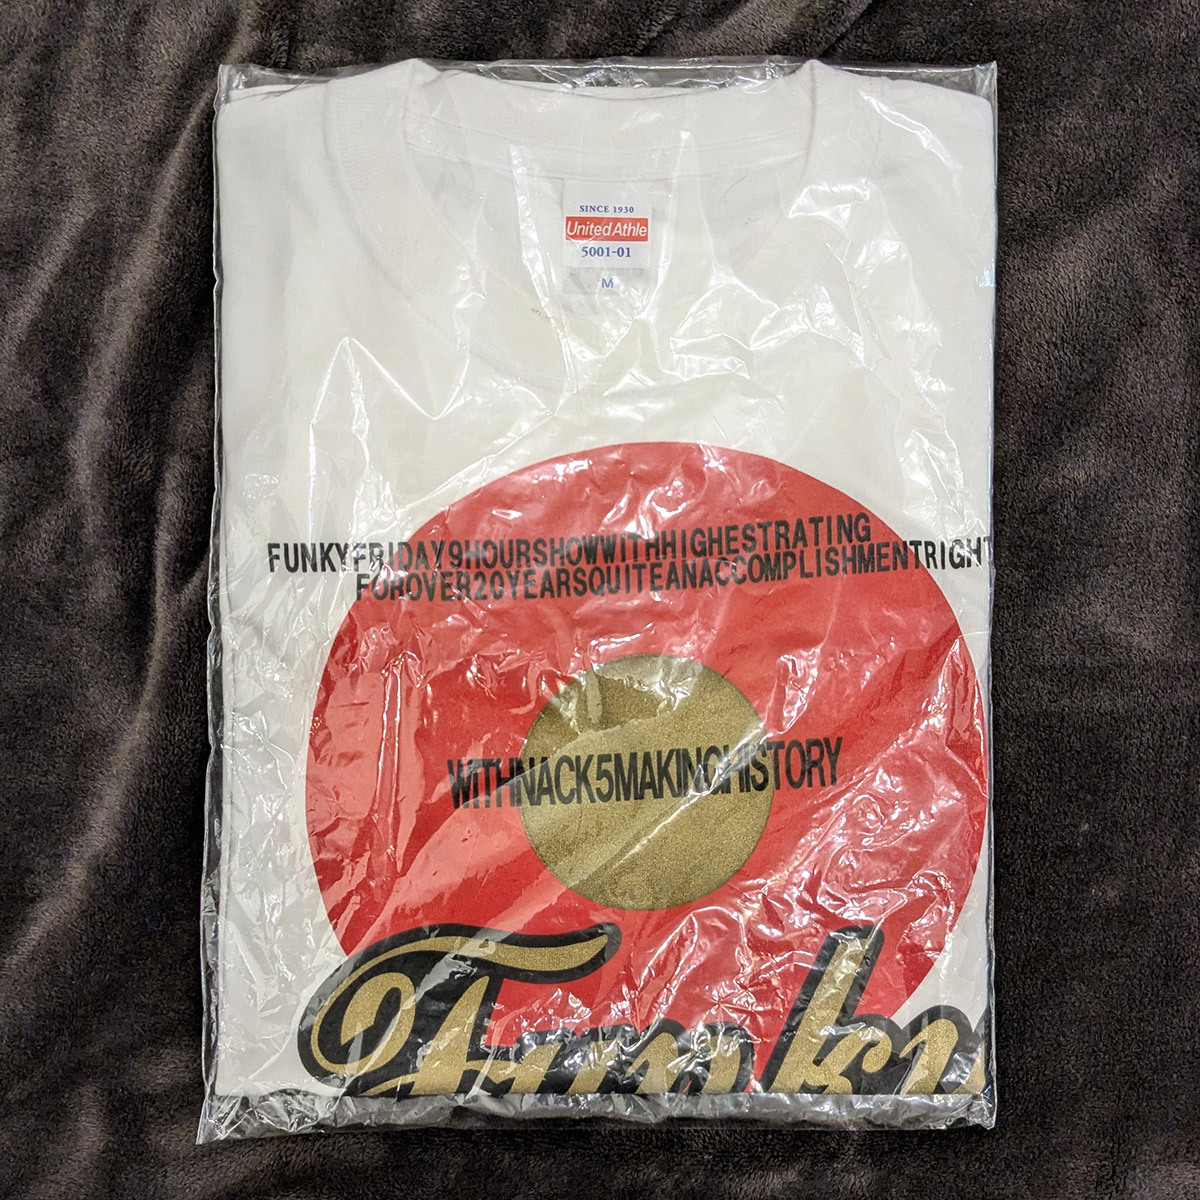 SINCE 1930
United Athle
5001-01
M
FUNKYFRIDAY9HOURSHOWWITHHIGHESTRATING
FOROVER20YEARSQUITEANACCOMPLISHMENTRIGHT
WITHNACK5MAKINGHISTORY
Funky